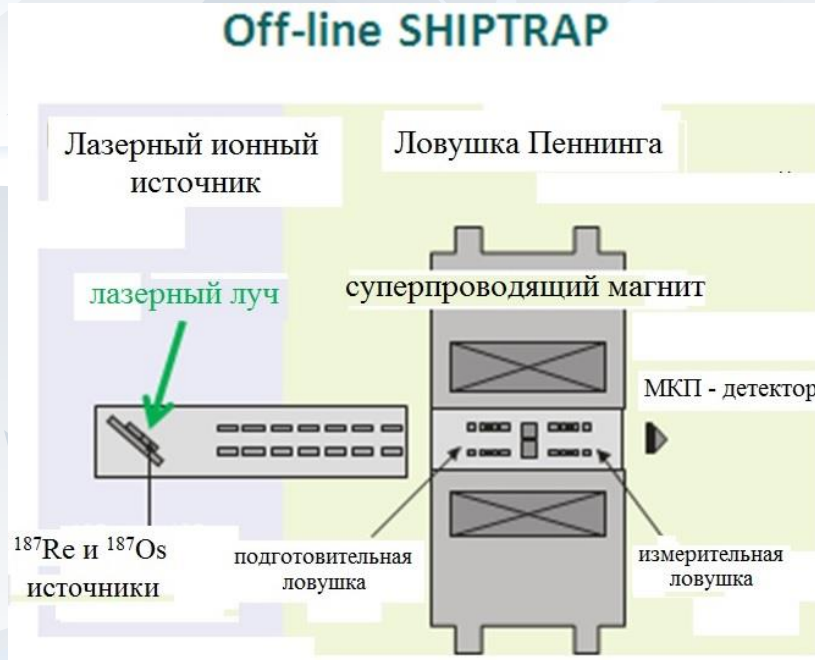 Off-line SHIPTRAP
Лазерный ионный
источник
Ловушка Пеннинга
лазерный луч
суперпроводящий магнит
МКП - детектор
¹⁸⁷Re и ¹⁸⁷Os
источники
подготовительная
ловушка
измерительная
ловушка